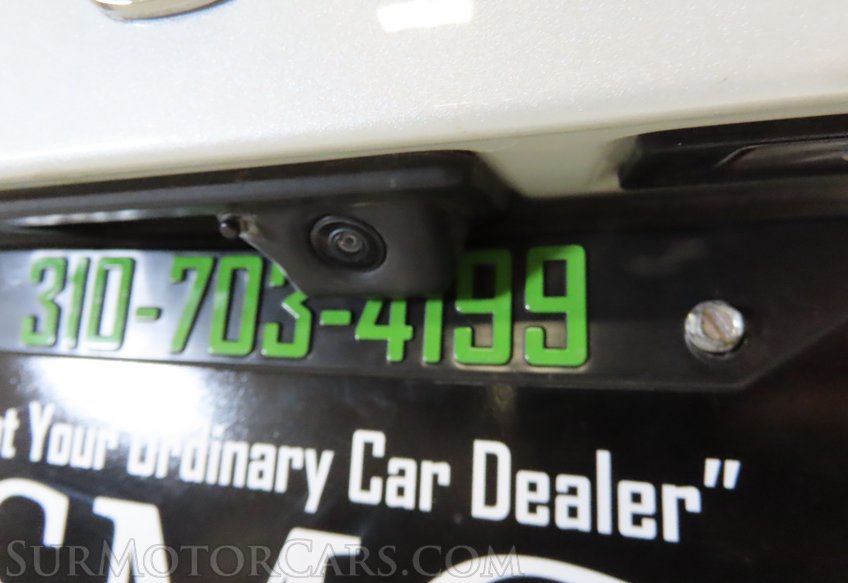 310-703-4199
t Your Ordinary Car Dealer"
SURMOTORCARS.COM